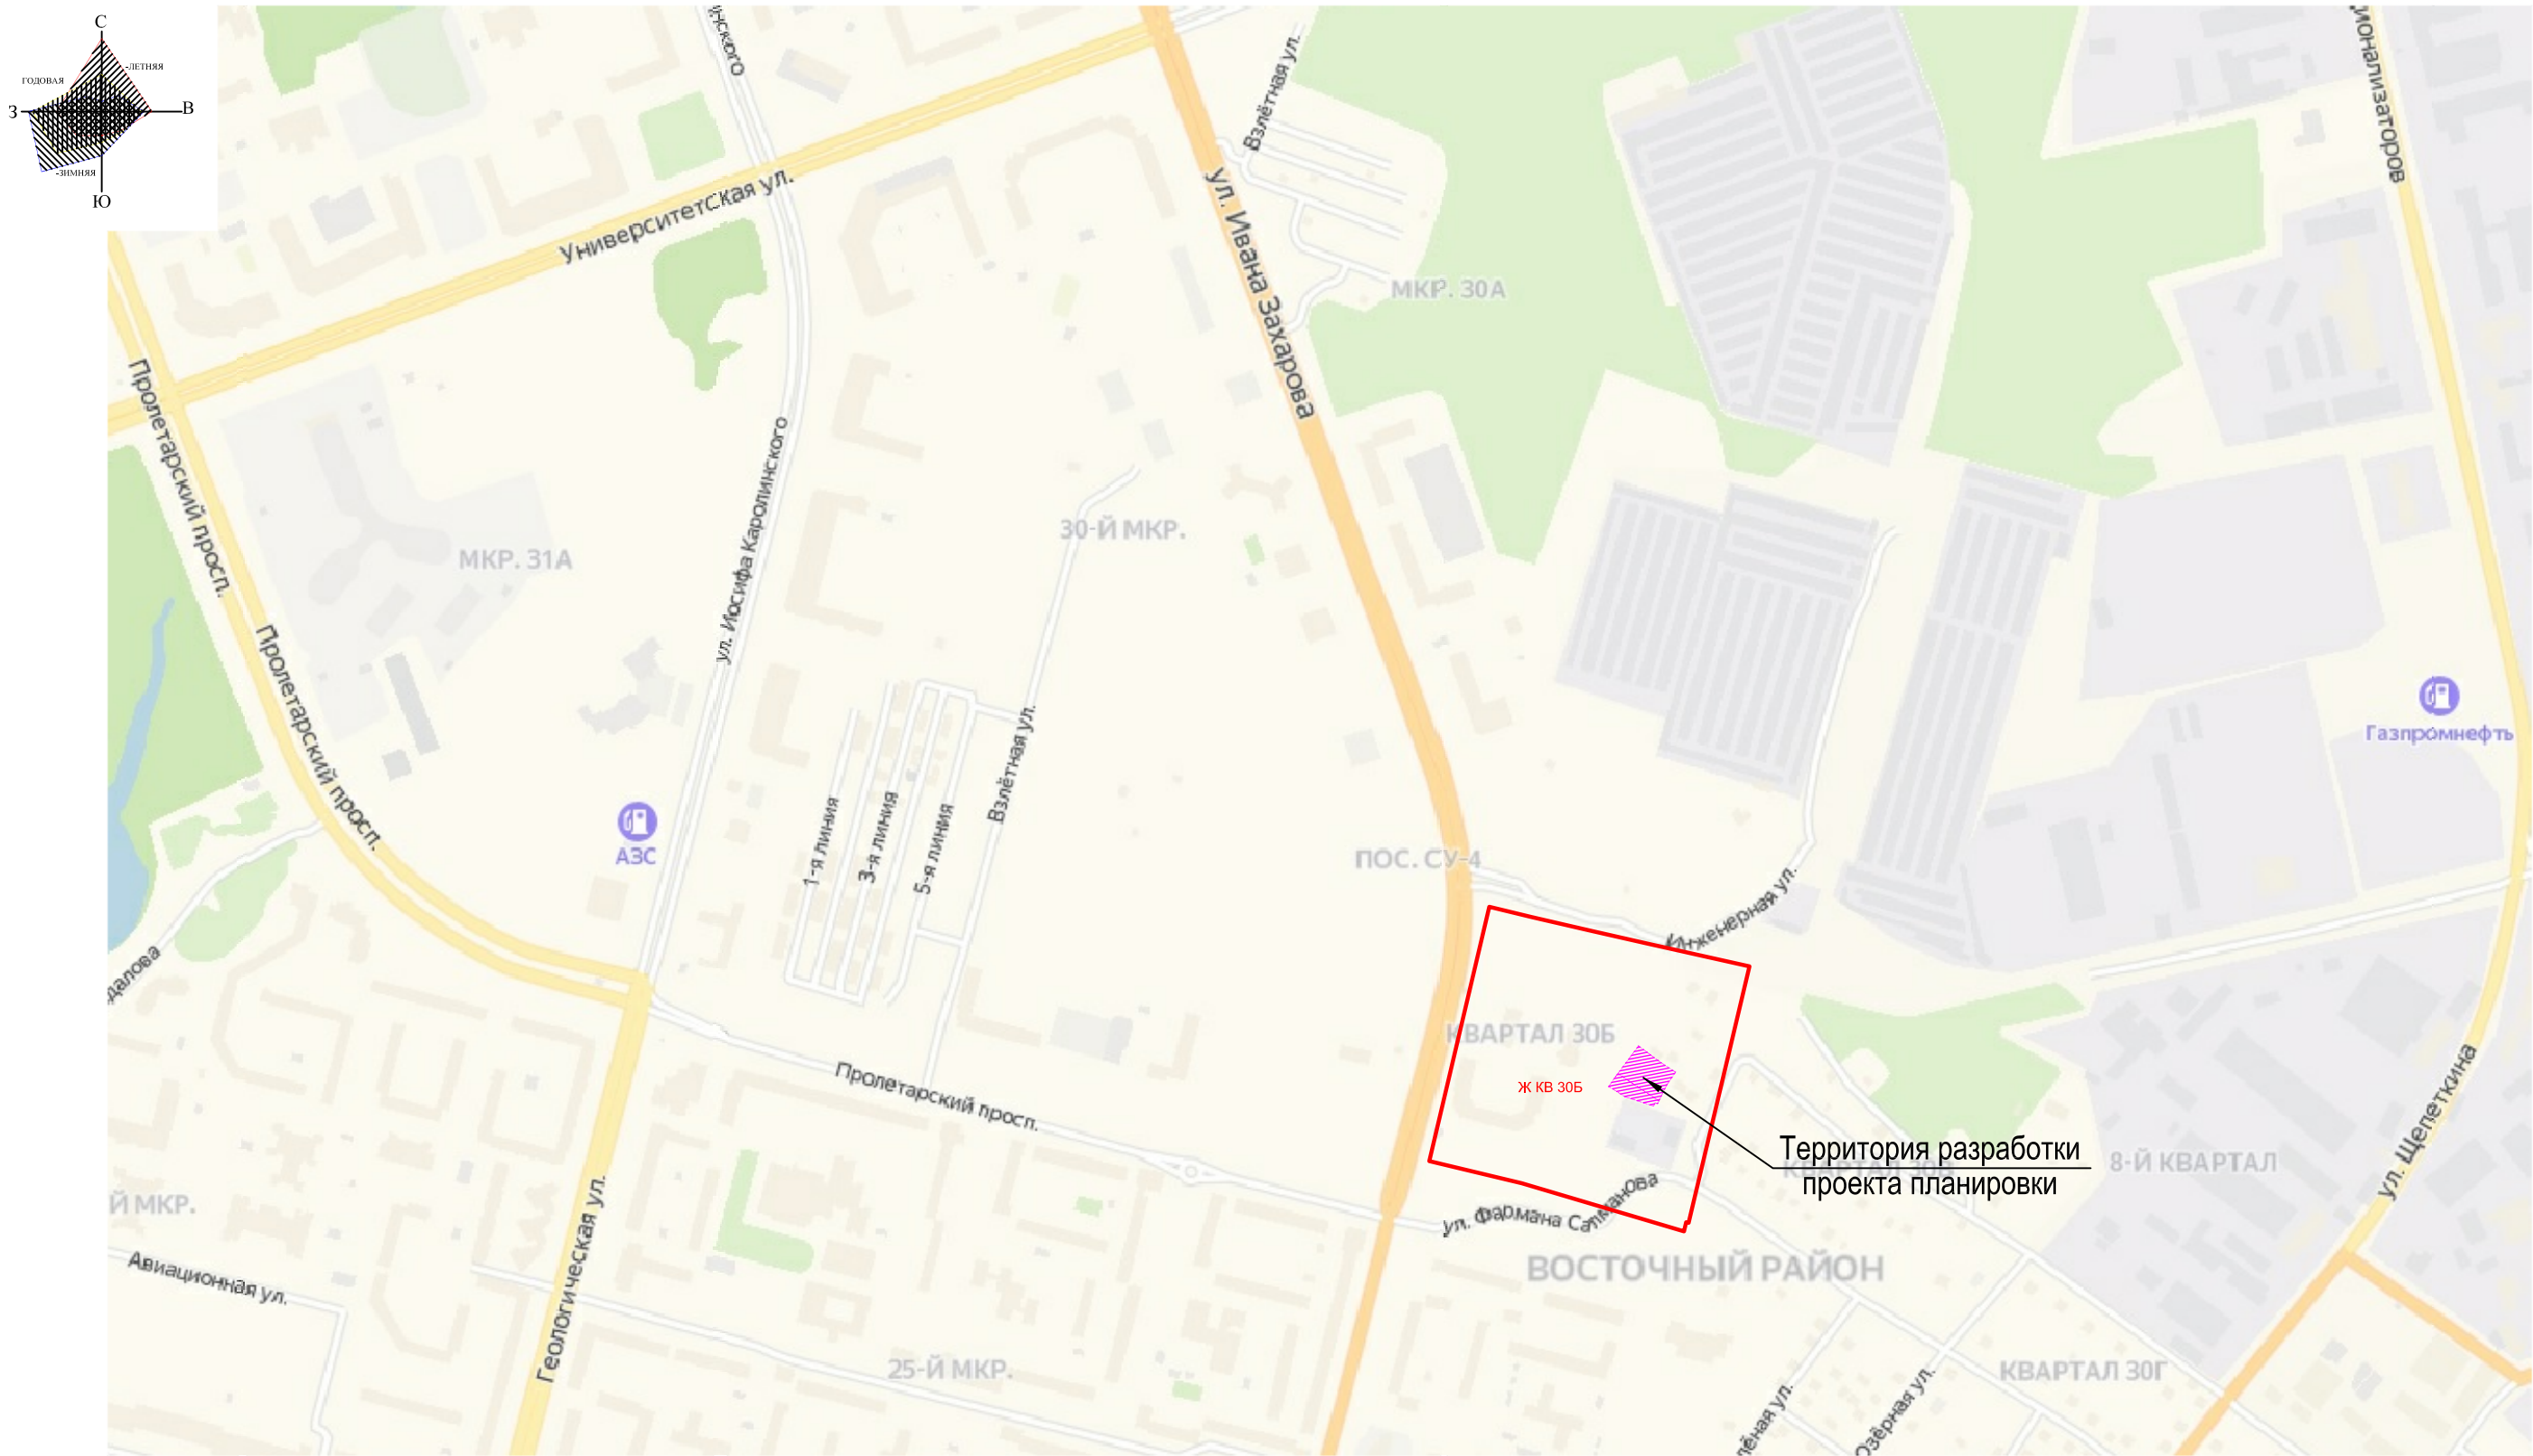 С
-ЛЕТНЯЯ
ГОДОВАЯ
З
В
-ЗИМНЯЯ
Ю
Университетская ул.
Взлётная ул.
ул. Ивана Захарова
МКР. 30А
Пролетарский просп.
ул. Иосифа Каролинского
30-Й МКР.
МКР. 31А
Пролетарский просп.
Газпромнефть
Взлётная ул.
1-я линия
3-я линия
5-я линия
АЗС
ПОС. СУ-4
Инженерная ул.
КВАРТАЛ 30Б
Ж КВ 30Б
Пролетарский просп.
Территория разработки
проекта планировки
КВАРТАЛ 30В
8-Й КВАРТАЛ
ул. Щепеткина
Й МКР.
ул. Фармана Салманова
Авиационная ул.
Геологическая ул.
ВОСТОЧНЫЙ РАЙОН
25-Й МКР.
КВАРТАЛ 30Г
Озёрная ул.